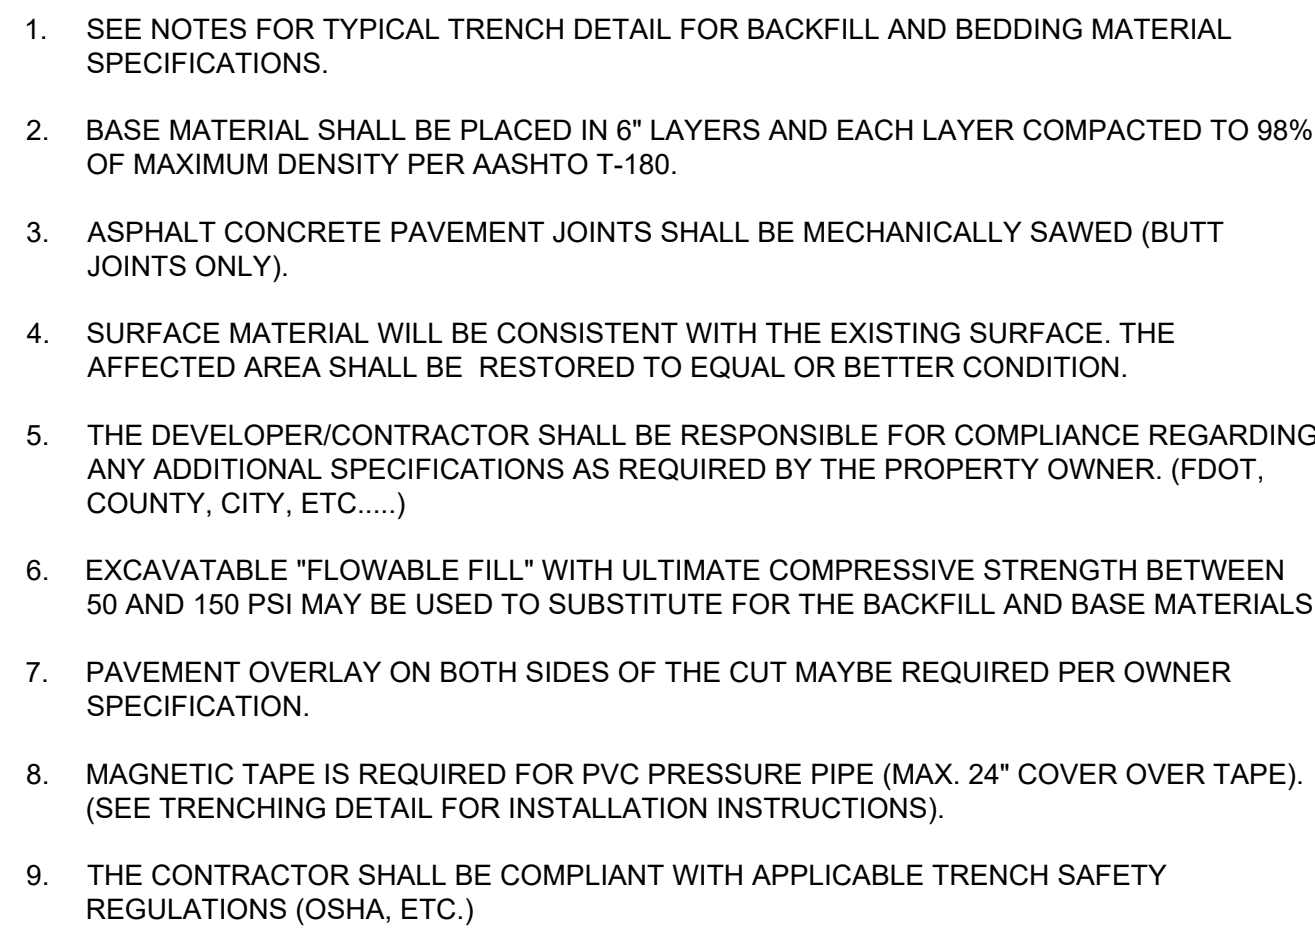 1. SEE NOTES FOR TYPICAL TRENCH DETAIL FOR BACKFILL AND BEDDING MATERIAL
SPECIFICATIONS.
2. BASE MATERIAL SHALL BE PLACED IN 6" LAYERS AND EACH LAYER COMPACTED TO 98%
OF MAXIMUM DENSITY PER AASHTO T-180.
3. ASPHALT CONCRETE PAVEMENT JOINTS SHALL BE MECHANICALLY SAWED (BUTT
JOINTS ONLY).
4. SURFACE MATERIAL WILL BE CONSISTENT WITH THE EXISTING SURFACE. THE
AFFECTED AREA SHALL BE  RESTORED TO EQUAL OR BETTER CONDITION.
5. THE DEVELOPER/CONTRACTOR SHALL BE RESPONSIBLE FOR COMPLIANCE REGARDING
ANY ADDITIONAL SPECIFICATIONS AS REQUIRED BY THE PROPERTY OWNER. (FDOT,
COUNTY, CITY, ETC.....)
6. EXCAVATABLE "FLOWABLE FILL" WITH ULTIMATE COMPRESSIVE STRENGTH BETWEEN
50 AND 150 PSI MAY BE USED TO SUBSTITUTE FOR THE BACKFILL AND BASE MATERIALS
7. PAVEMENT OVERLAY ON BOTH SIDES OF THE CUT MAYBE REQUIRED PER OWNER
SPECIFICATION.
8. MAGNETIC TAPE IS REQUIRED FOR PVC PRESSURE PIPE (MAX. 24" COVER OVER TAPE).
(SEE TRENCHING DETAIL FOR INSTALLATION INSTRUCTIONS).
9. THE CONTRACTOR SHALL BE COMPLIANT WITH APPLICABLE TRENCH SAFETY
REGULATIONS (OSHA, ETC.)